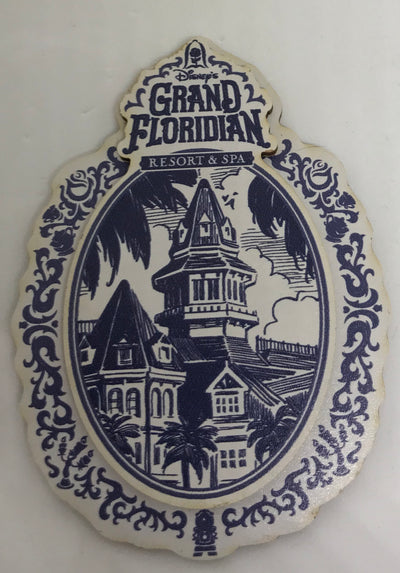 Disney's
GRAND
FLORIDIAN
RESORT & SPA